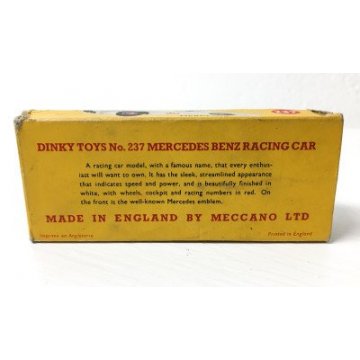 DINKY TOYS No. 237 MERCEDES BENZ RACING CAR
A racing car model, with a famous name, that every enthus-
iast will want to own. It has the sleek, streamlined appearance
that indicates speed and power, and is beautifully finished in
white, with wheels, cockpit and racing numbers in red. On
the front is the well-known Mercedes emblem.
MADE IN ENGLAND BY MECCANO LTD
Imprimé en Angleterre
Printed in England